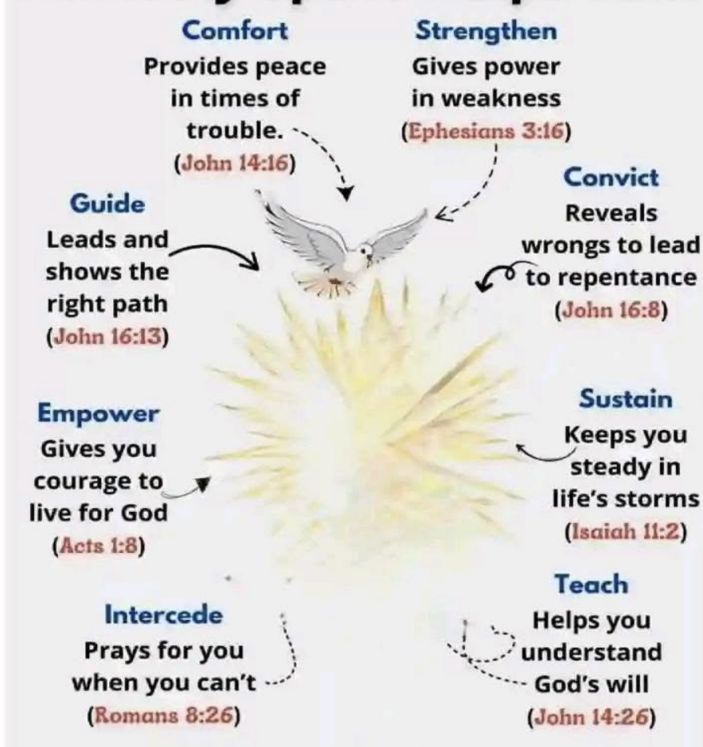 Comfort
Provides peace
in times of
trouble.
(John 14:16)
Strengthen
Gives power
in weakness
(Ephesians 3:16)
Guide
Leads and
shows the
right path
(John 16:13)
Convict
Reveals
wrongs to lead
to repentance
(John 16:8)
Empower
Gives you
courage to
live for God
(Acts 1:8)
Sustain
Keeps you
steady in
life's storms
(Isaiah 11:2)
Intercede
Prays for you
when you can't
(Romans 8:26)
Teach
Helps you
understand
God's will
(John 14:26)